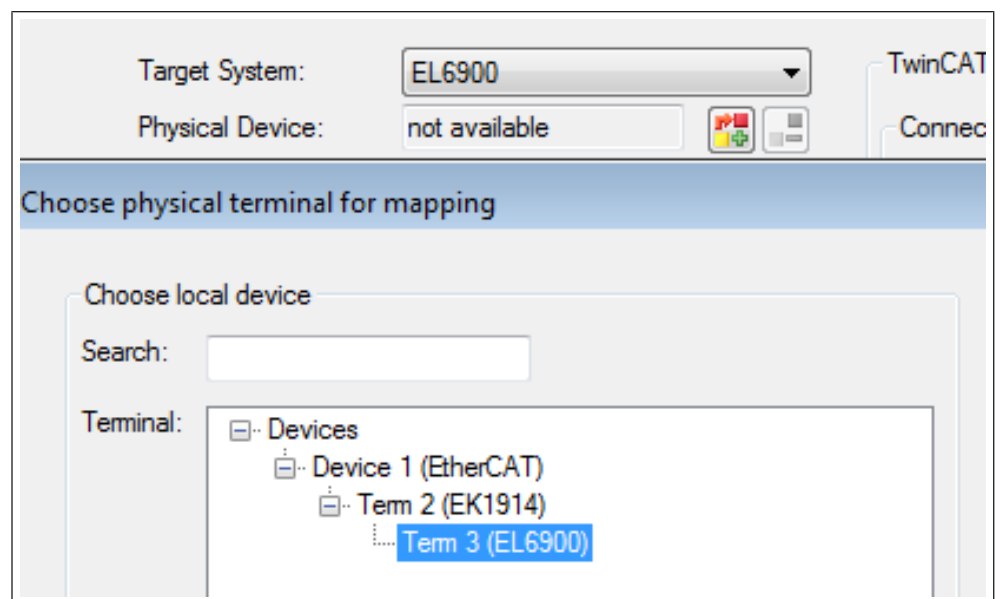 Target System: EL6900 TwinCAT
Physical Device: not available Connec
Choose physical terminal for mapping
Choose local device
Search:
Terminal: Devices
Device 1 (EtherCAT)
Term 2 (EK1914)
Term 3 (EL6900)